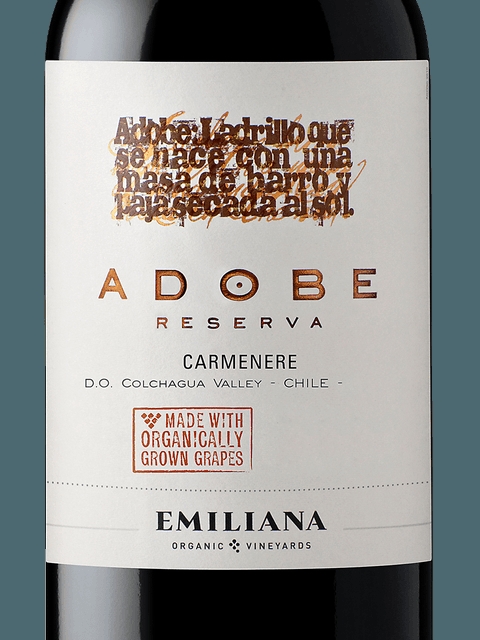 Adobe: Ladrillo que
se hace con una
masa de barro y
paja secada al sol.
ADOBE
RESERVA
CARMENERE
D.O. COLCHAGUA VALLEY - CHILE -
MADE WITH
ORGANICALLY
GROWN GRAPES
EMILIANA
ORGANIC VINEYARDS